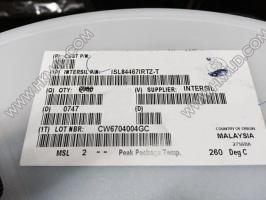 (P) CUST P/N:
(1P) INTERSIL P/N: ISL84467IRTZ-T
(Q) QTY:
(V) SUPPLIER: INTERSIL
(D)
(D) 0747
(1T) LOT NBR: CW6704004GC
COUNTRY OF ORIGIN
MALAYSIA
MSL 2 -- Peak Package Temp. 260 Deg C